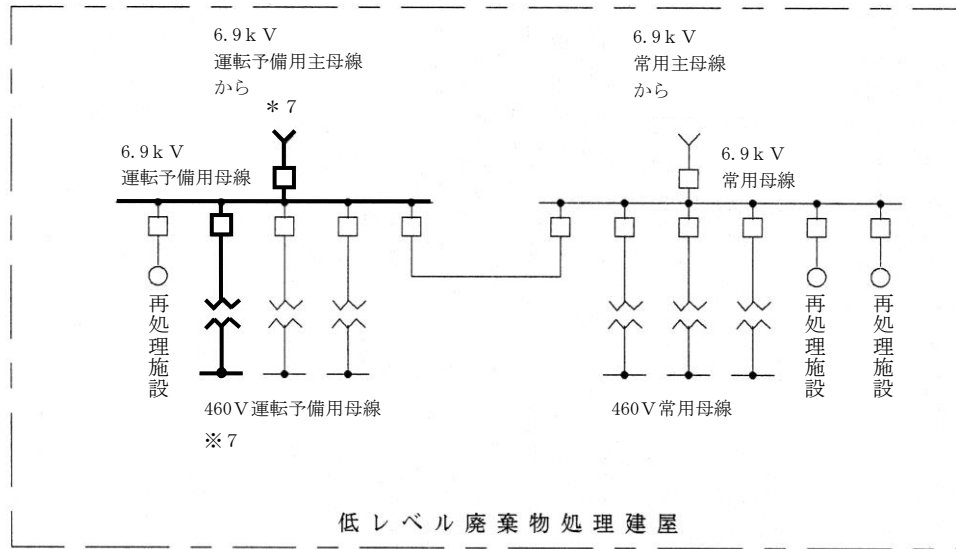 6.9kV
運転予備用主母線
から
*7
6.9kV
運転予備用母線
再処理施設
460V運転予備用母線
※7
6.9kV
常用主母線
から
6.9kV
常用母線
460V常用母線
再処理施設
再処理施設
低レベル廃棄物処理建屋